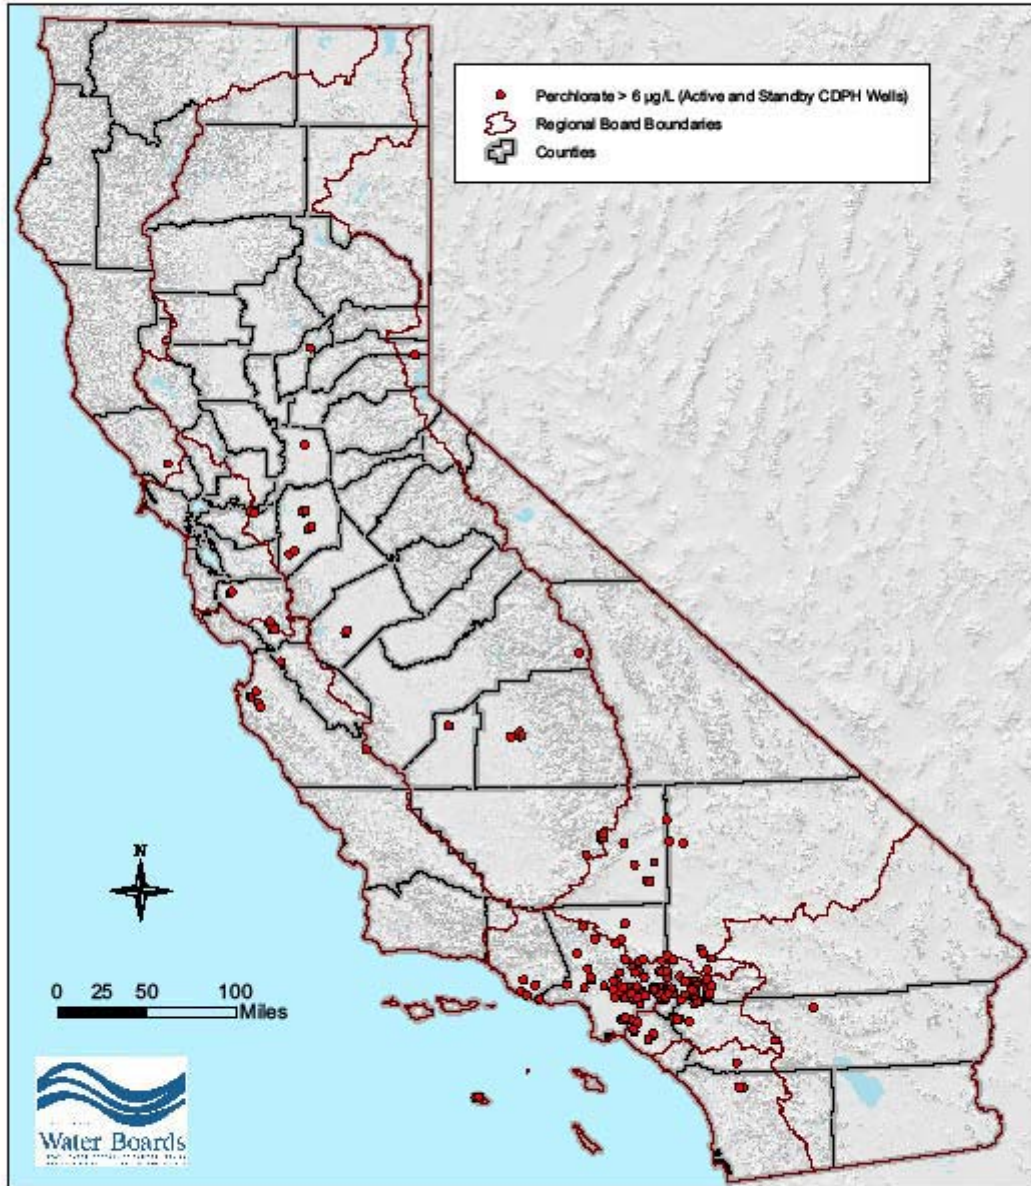 Perchlorate > 6 µg/L (Active and Standby CDPH Wells)
Regional Board Boundaries
Counties
N
0 25 50 100
Miles
Water Boards